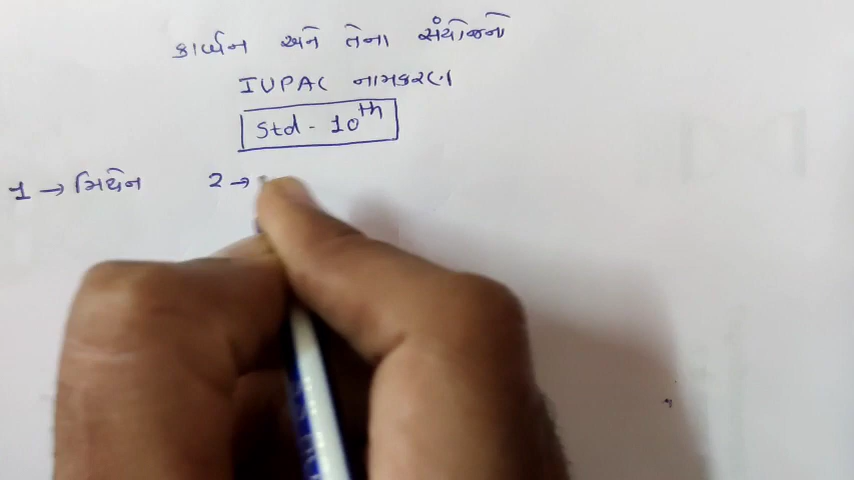 કાર્બન અને તેના સંયોજનો
IUPAC નામકરણ
Std - 10th
1 → મિથેન 2 →